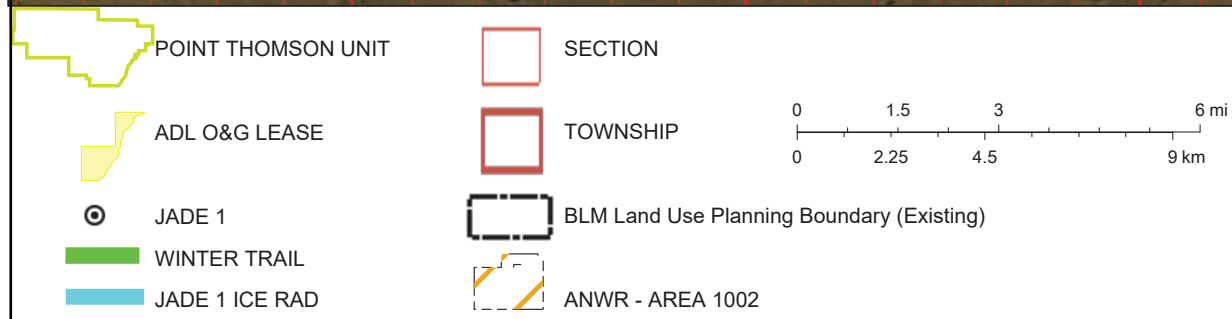 POINT THOMSON UNIT
ADL O&G LEASE
JADE 1
WINTER TRAIL
JADE 1 ICE RAD
SECTION
TOWNSHIP
BLM Land Use Planning Boundary (Existing)
ANWR - AREA 1002
0 1.5 3 6 mi
0 2.25 4.5 9 km